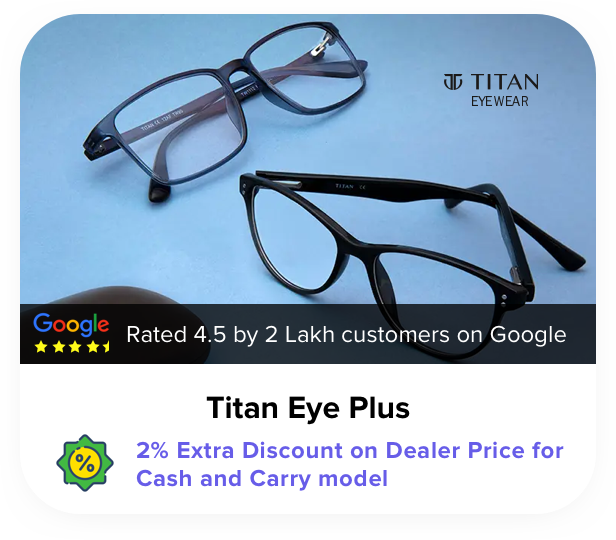 TITAN
EYEWEAR
TITAN
Google
Rated 4.5 by 2 Lakh customers on Google
Titan Eye Plus
%
2% Extra Discount on Dealer Price for
Cash and Carry model